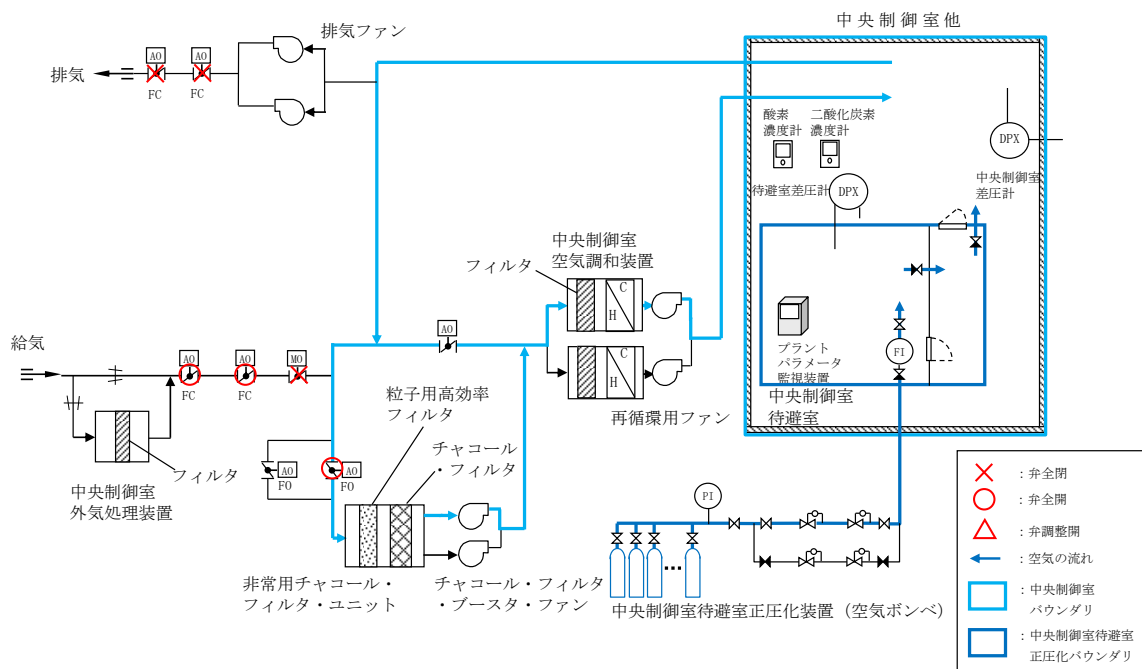 中央制御室他
排気ファン
AO
AO
排気
FC
FC
酸素
濃度計
二酸化炭素
濃度計
DPX
中央制御室
差圧計
待避室差圧計
DPX
中央制御室
空気調和装置
フィルタ
C
H
C
H
再循環用ファン
プラント
パラメータ
監視装置
FI
中央制御室
待避室
給気
AO
AO
MO
AO
FC
FC
フィルタ
中央制御室
外気処理装置
粒子用高効率
フィルタ
チャコール
・フィルタ
AO
FO
AO
FO
非常用チャコール・
フィルタ・ユニット
チャコール・フィルタ
・ブースタ・ファン
PI
中央制御室待避室正圧化装置（空気ボンベ）
：弁全閉
：弁全開
：弁調整開
：空気の流れ
：中央制御室
バウンダリ
：中央制御室待避室
正圧化バウンダリ